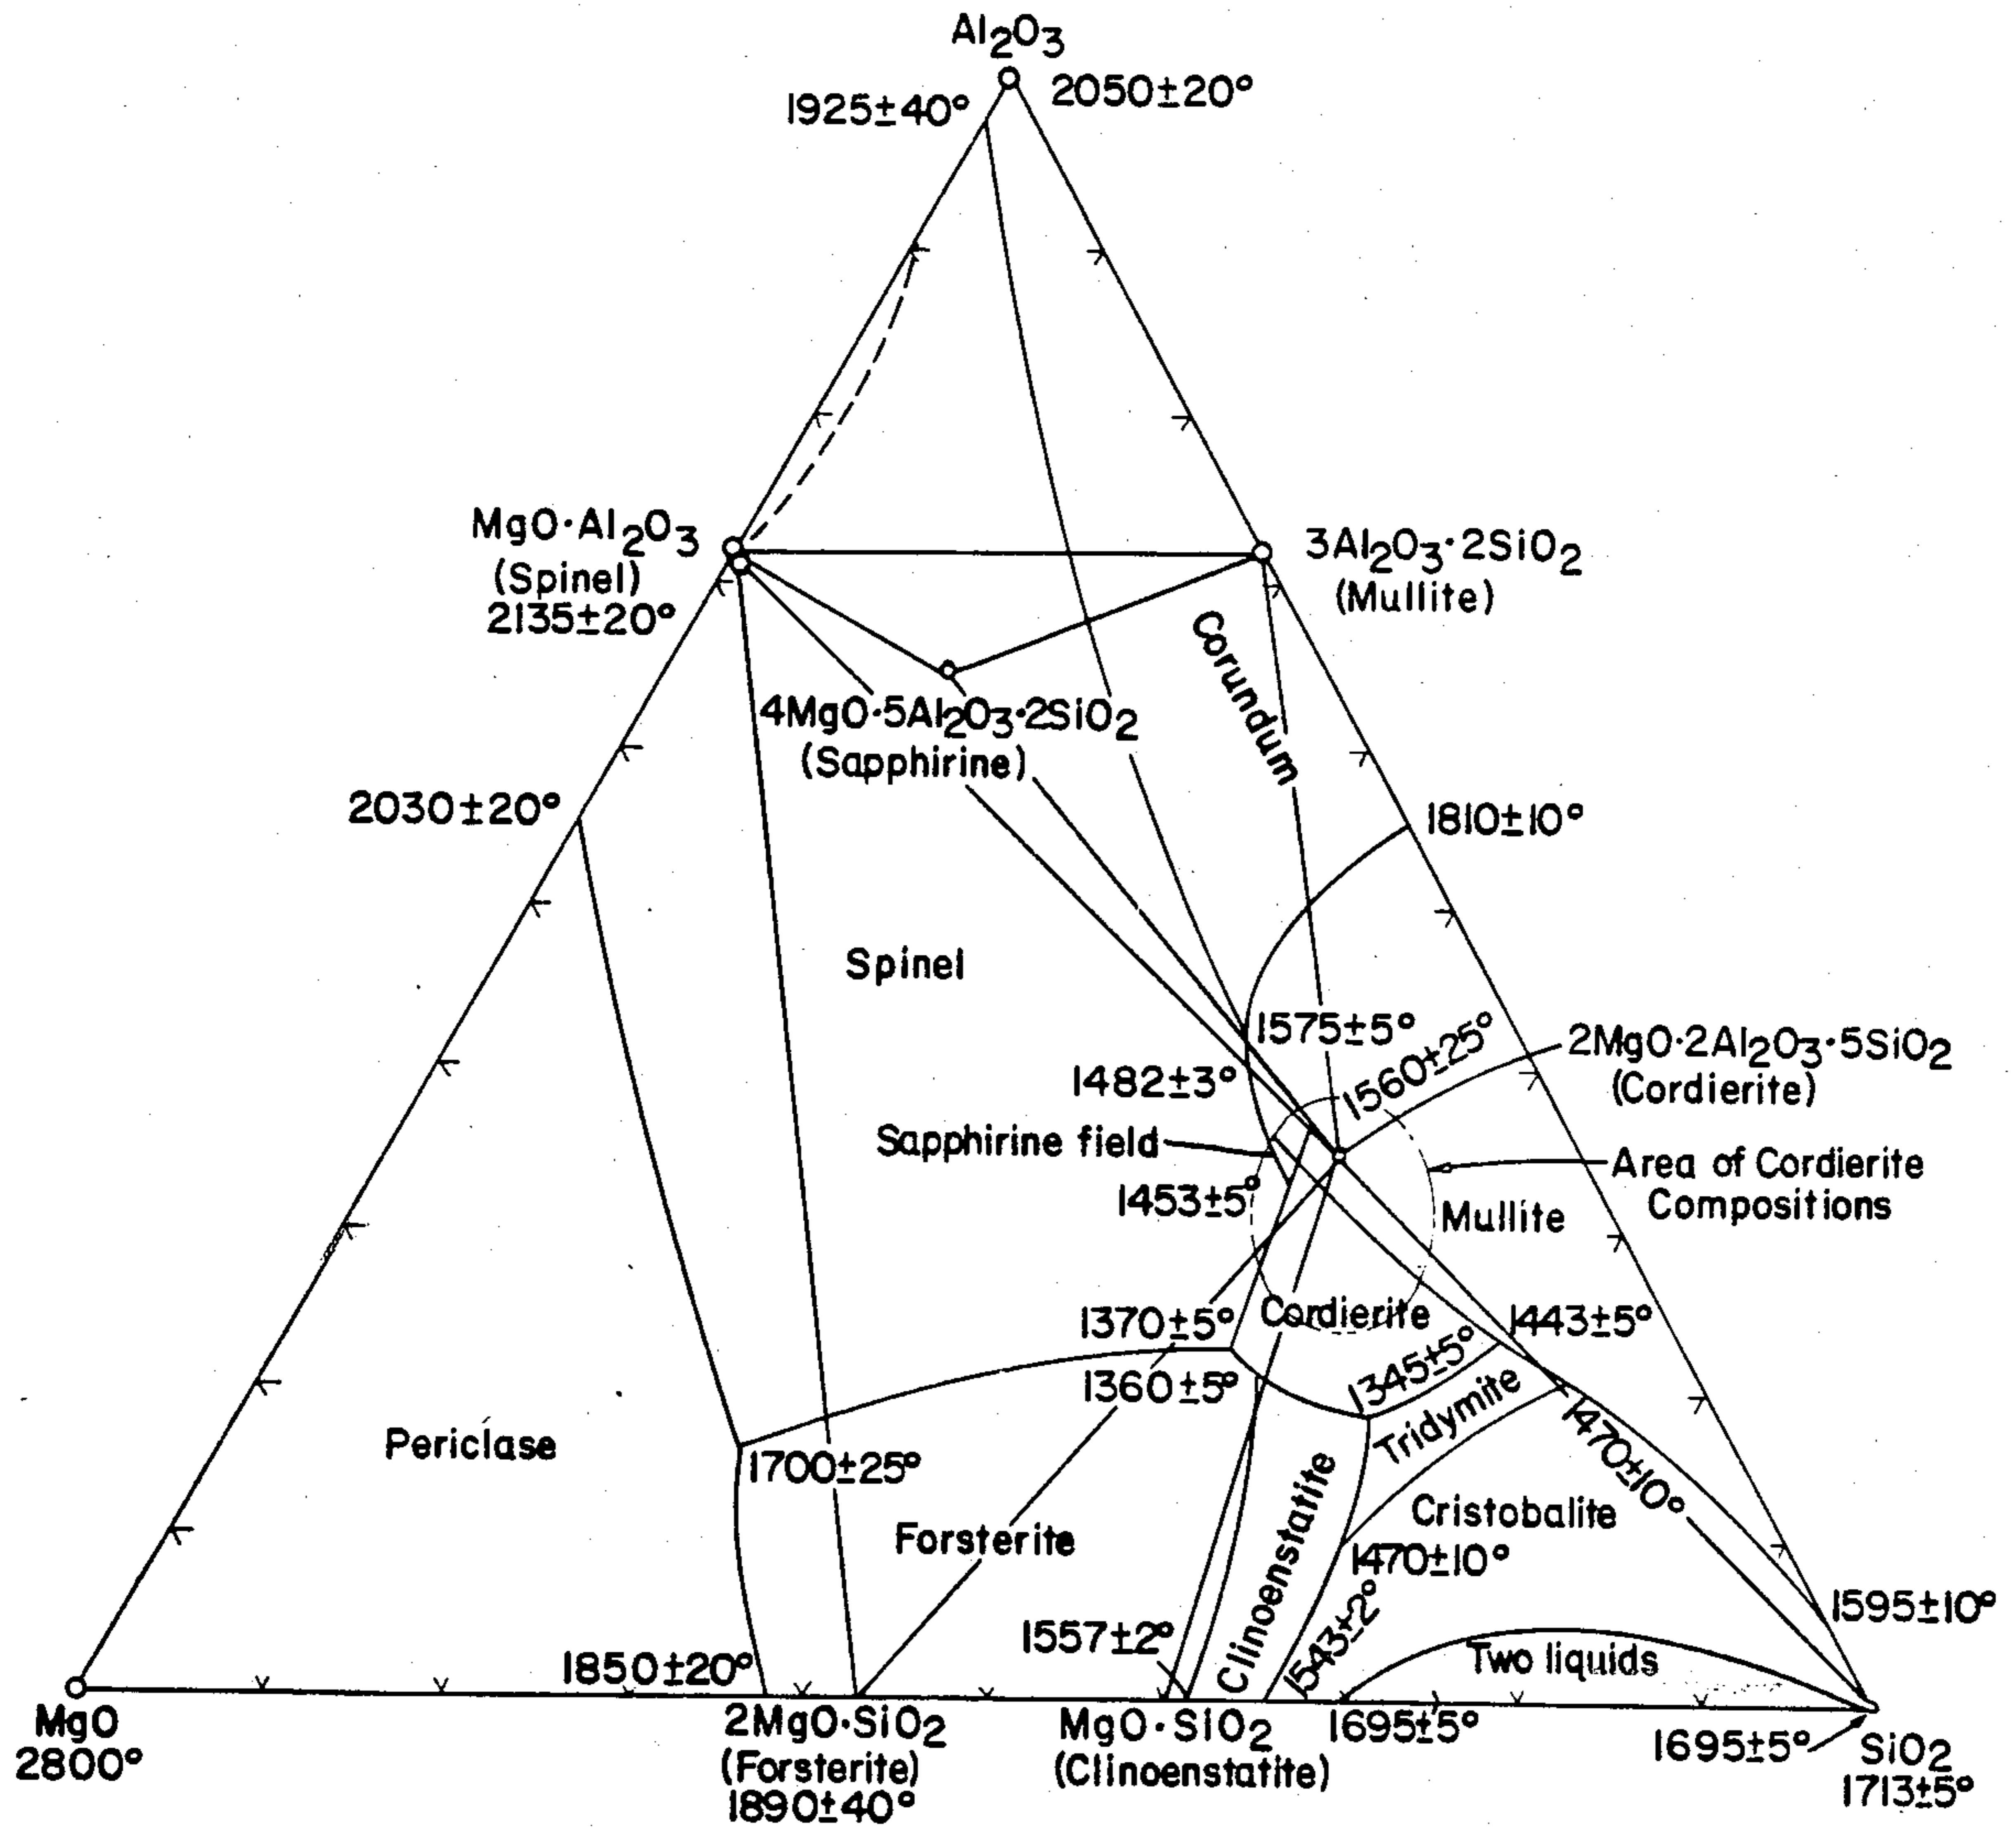 Al₂O₃
1925±40°
2050±20°
MgO·Al₂O₃
(Spinel)
2135±20°
3Al₂O₃·2SiO₂
(Mullite)
Corundum
4MgO·5Al₂O₃·2SiO₂
(Sapphirine)
2030±20°
1810±10°
Spinel
1575±5°
1560±25°
2MgO·2Al₂O₃·5SiO₂
(Cordierite)
1482±3°
Sapphirine field
1453±5°
Area of Cordierite
Compositions
Mullite
1370±5°
Cordierite
1443±5°
1360±5°
1345±5°
Tridymite
1470±10°
Periclase
1700±25°
Forsterite
Clinoenstatite
Cristobalite
1470±10°
1543±2°
1595±10°
1557±2°
Two liquids
1850±20°
MgO
2800°
2MgO·SiO₂
(Forsterite)
1890±40°
MgO·SiO₂
(Clinoenstatite)
1695±5°
1695±5°
SiO₂
1713±5°